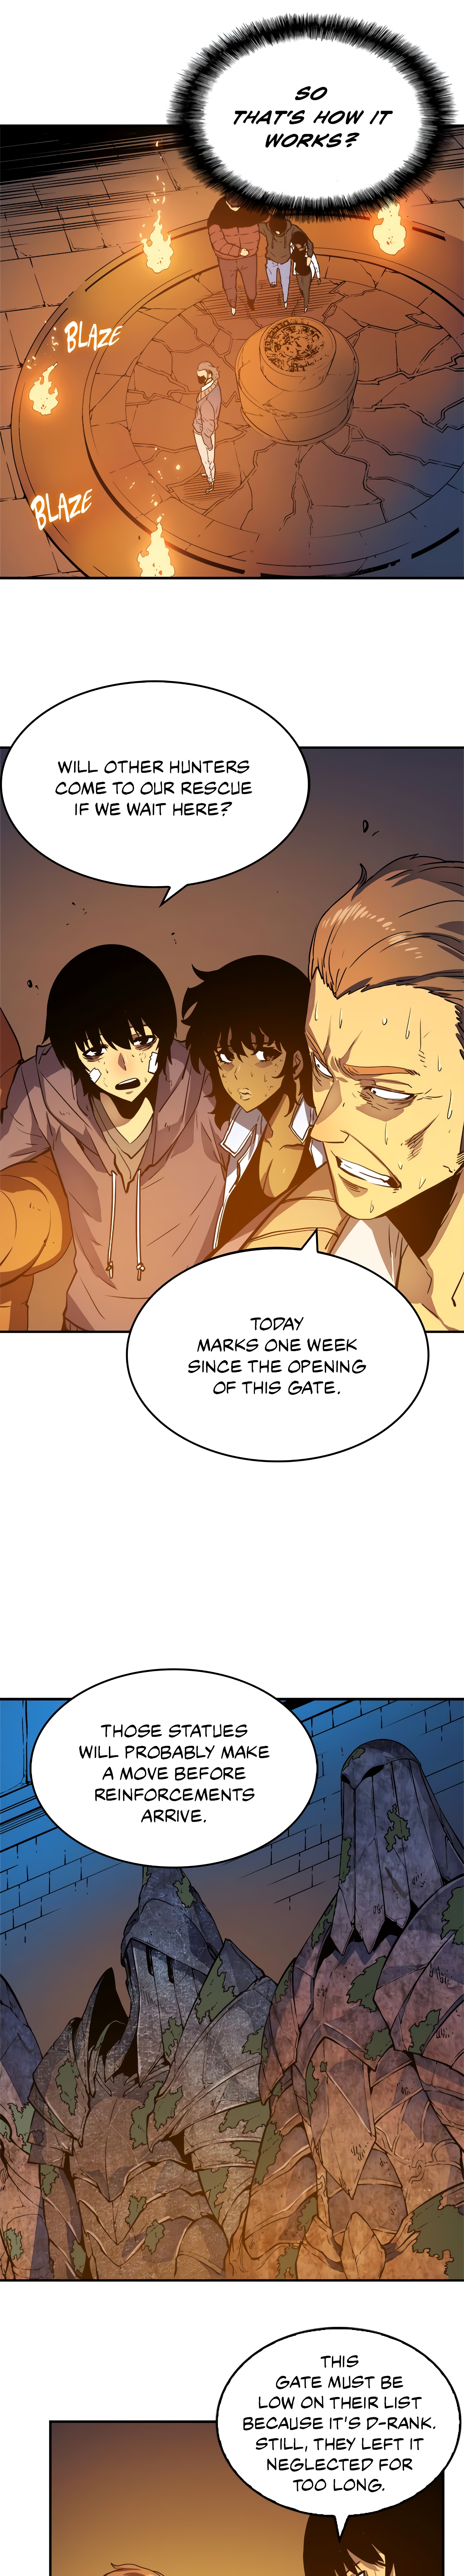 SO
THAT'S HOW IT
WORKS?
BLAZE
BLAZE
WILL OTHER HUNTERS
COME TO OUR RESCUE
IF WE WAIT HERE?
TODAY
MARKS ONE WEEK
SINCE THE OPENING
OF THIS GATE.
THOSE STATUES
WILL PROBABLY MAKE
A MOVE BEFORE
REINFORCEMENTS
ARRIVE.
THIS
GATE MUST BE
LOW ON THEIR LIST
BECAUSE IT'S D-RANK.
STILL, THEY LEFT IT
NEGLECTED FOR
TOO LONG.